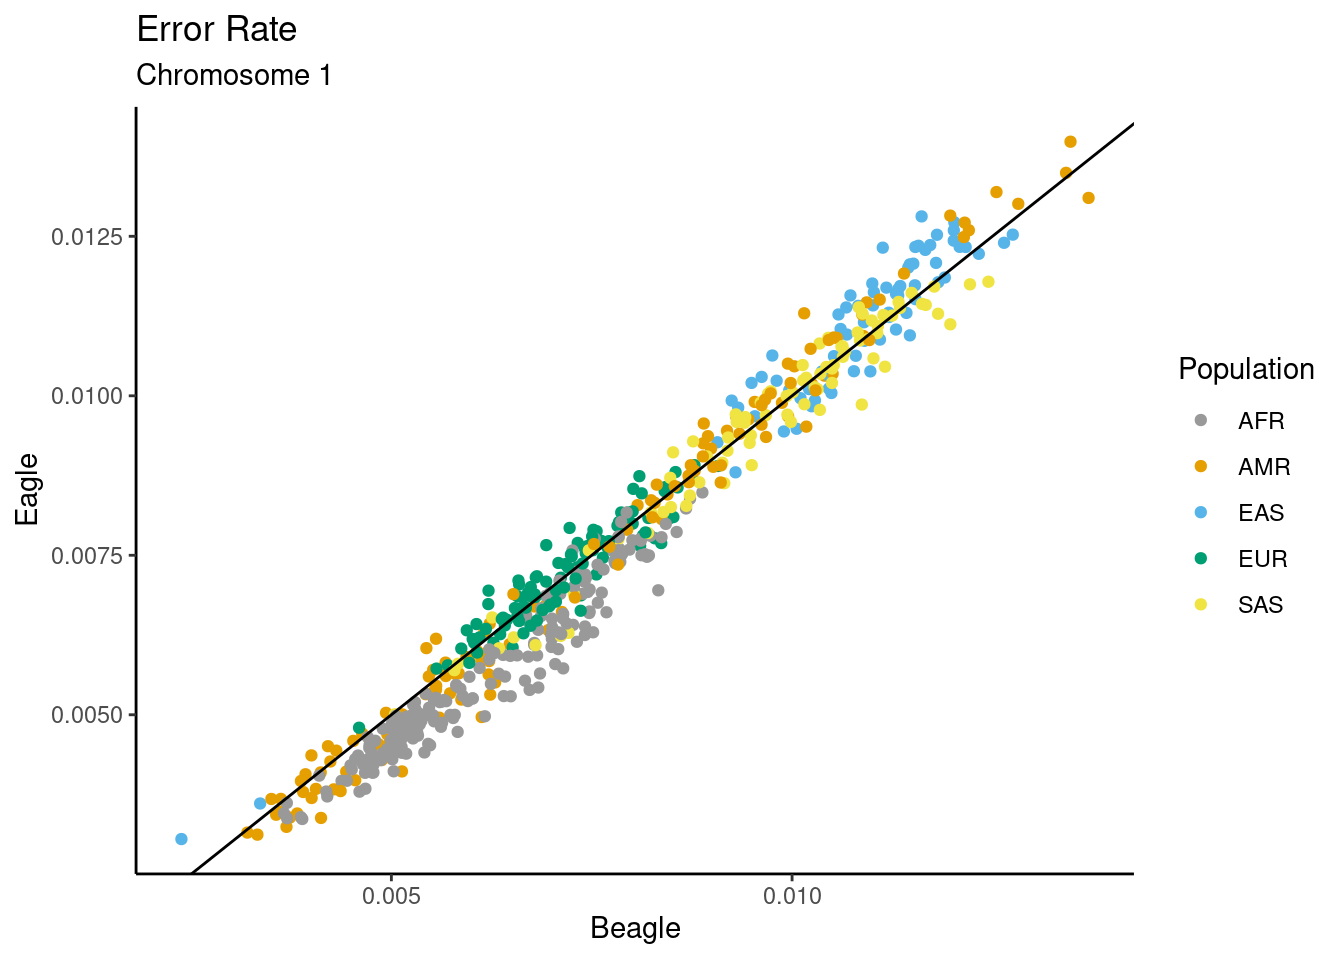 Error Rate
Chromosome 1
0.0125
0.0100
0.0075
0.0050
Eagle
0.005
0.010
Beagle
Population
AFR
AMR
EAS
EUR
SAS